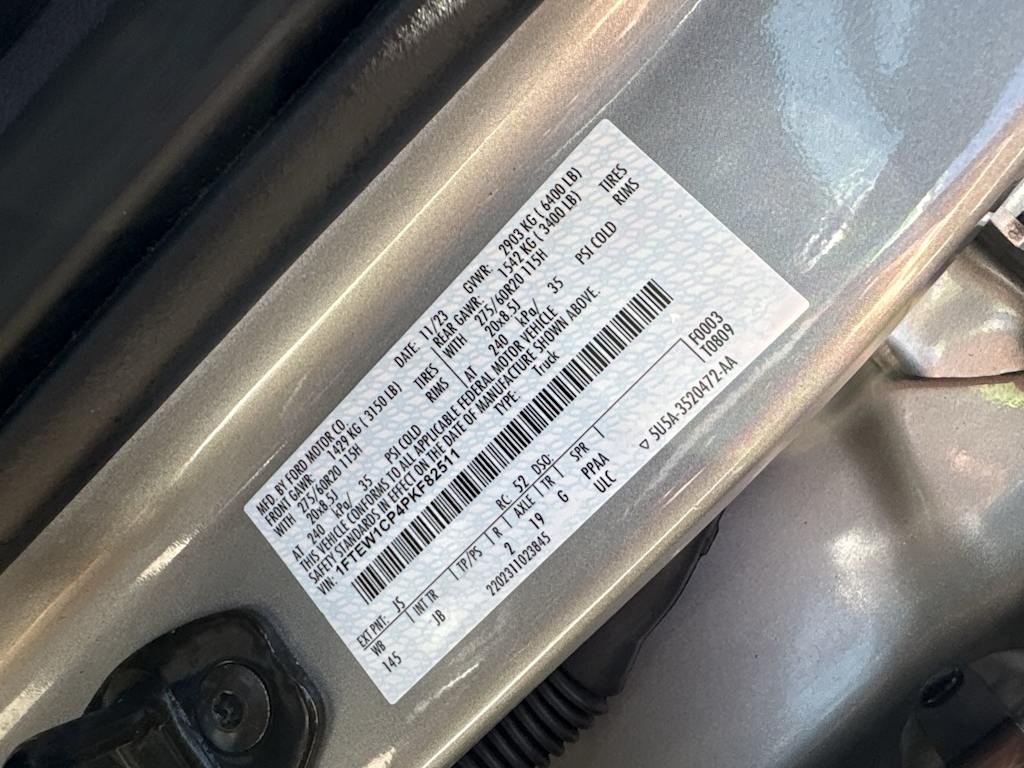 MFD. BY FORD MOTOR CO. DATE: 11/23 GVWR: 2903 KG ( 6400 LB)
FRONT GAWR: 1429 KG ( 3150 LB) REAR GAWR: 1542 KG ( 3400 LB)
WITH 275/60R20 115H TIRES WITH 275/60R20 115H TIRES
20x8.5J RIMS 20x8.5J RIMS
AT 240 kPa/ 35 PSI COLD AT 240 kPa/ 35 PSI COLD
THIS VEHICLE CONFORMS TO ALL APPLICABLE FEDERAL MOTOR VEHICLE
SAFETY STANDARDS IN EFFECT ON THE DATE OF MANUFACTURE SHOWN ABOVE.
VIN: 1FTEW1CP4PKF82511 TYPE: Truck
F0003
EXT PNT: JS RC: 52 DSO: T0809
WB INT TR TP/PS R AXLE TR SPR
145 JB 2 19 G PPAA
2202311023845 ULC
▽ 5U5A-3520472-AA